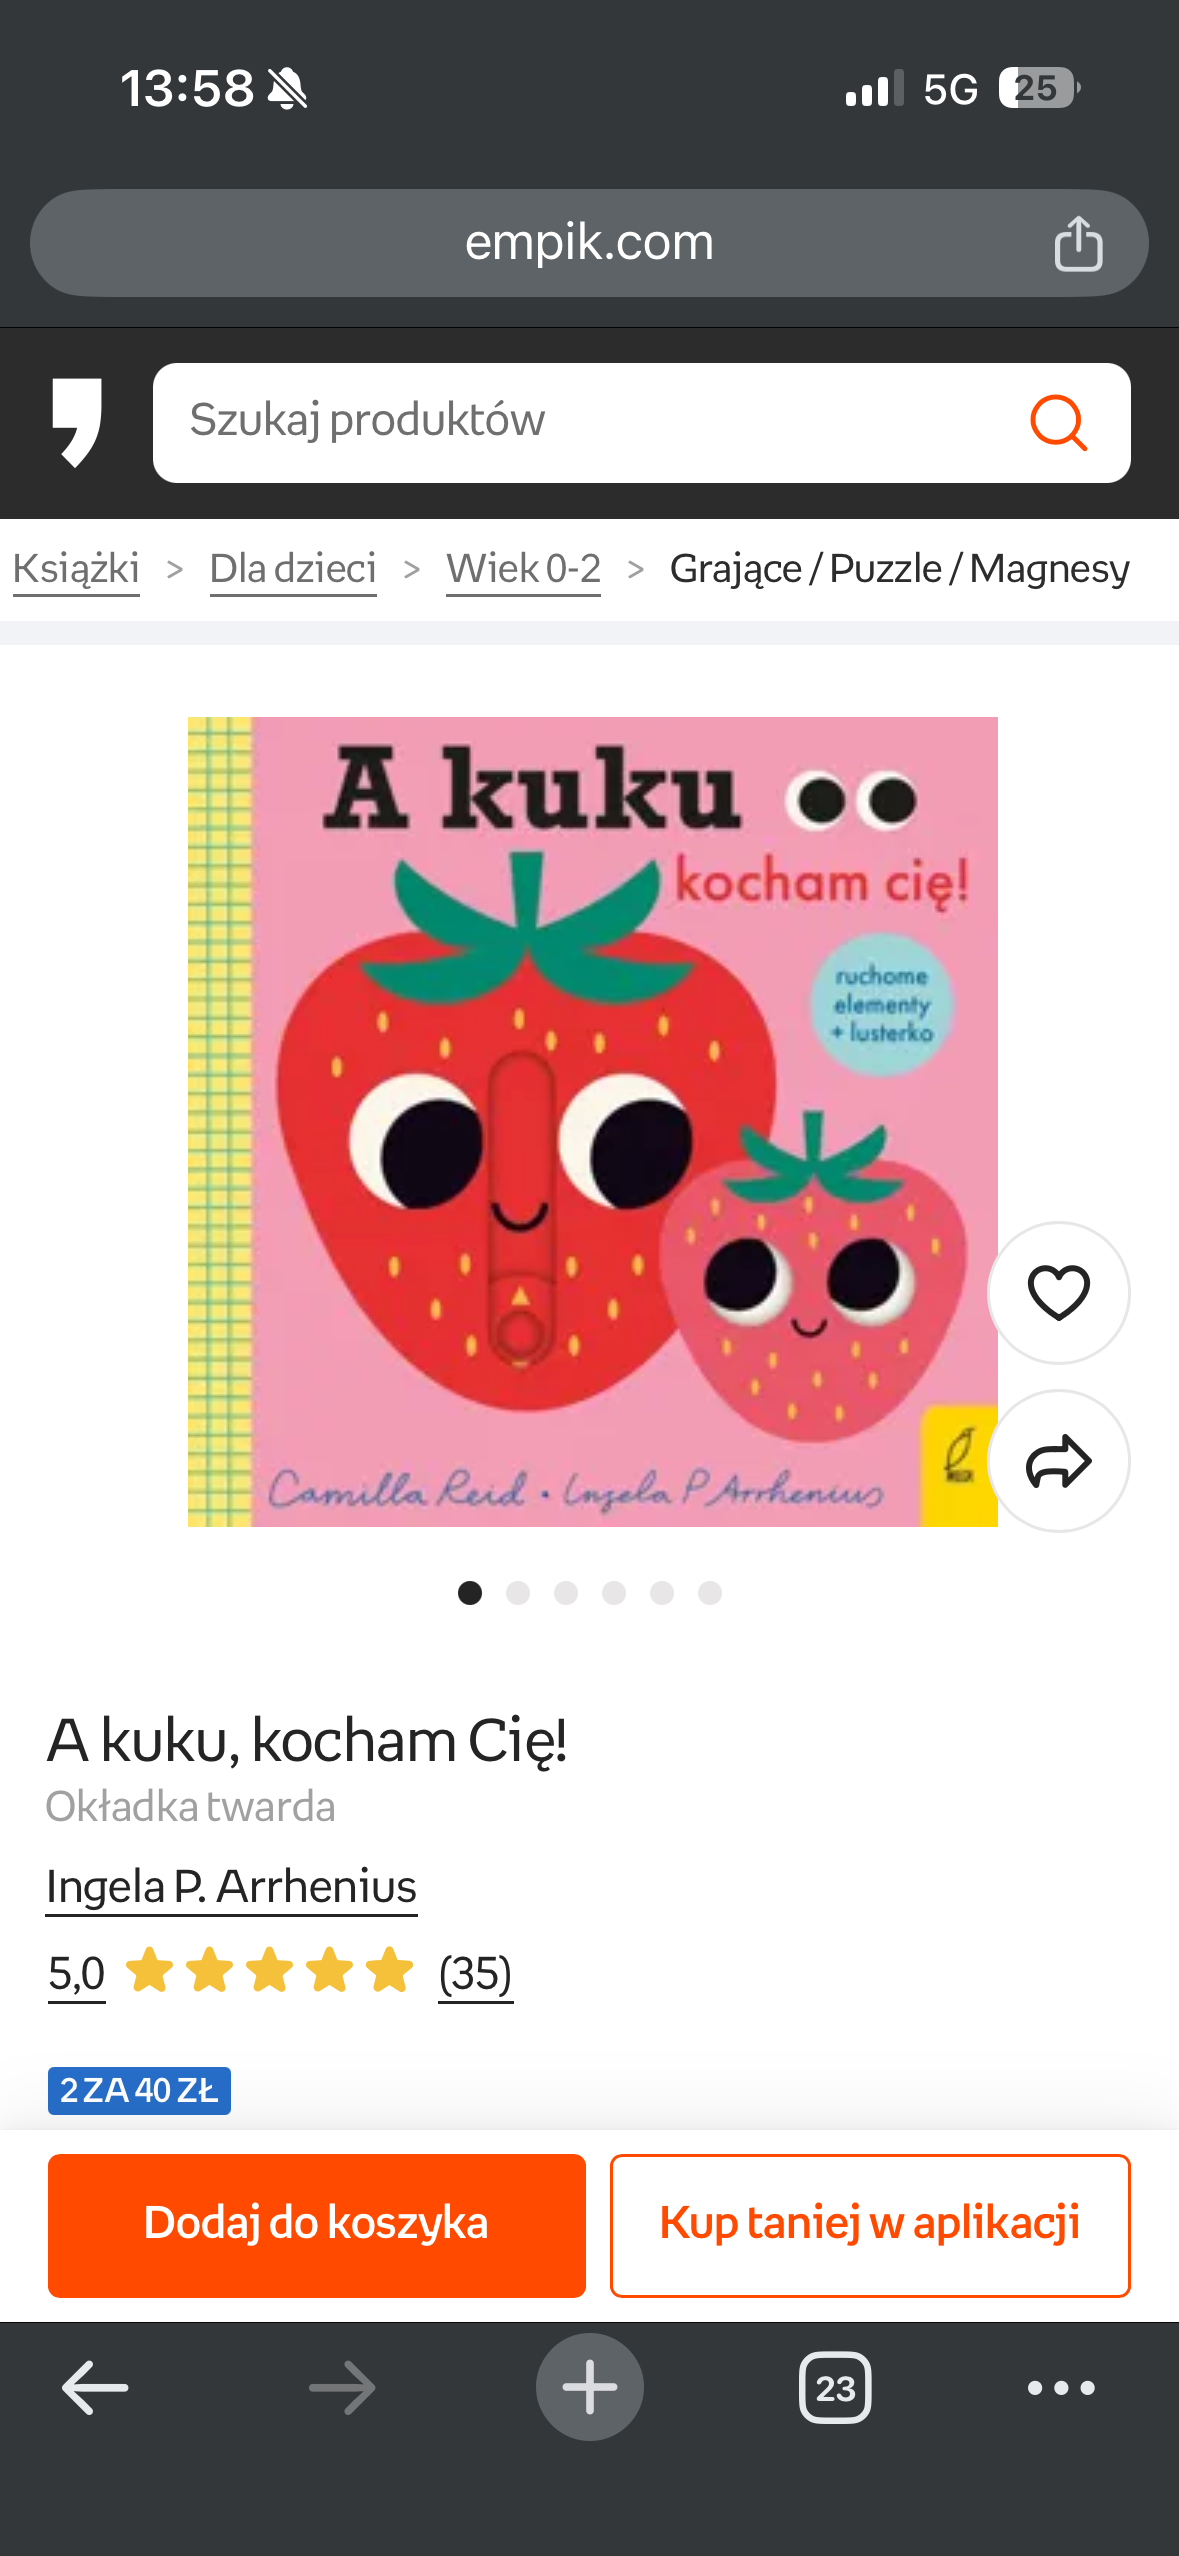 13:58
5G
25
empik.com
Szukaj produktów
Książki > Dla dzieci > Wiek 0-2 > Grające / Puzzle / Magnesy
A kuku
kocham cię!
ruchome
elementy
+ lusterko
Camilla Reid • Ingela P Arrhenius
A kuku, kocham Cię!
Okładka twarda
Ingela P. Arrhenius
5,0 (35)
2 ZA 40 ZŁ
Dodaj do koszyka
Kup taniej w aplikacji
23